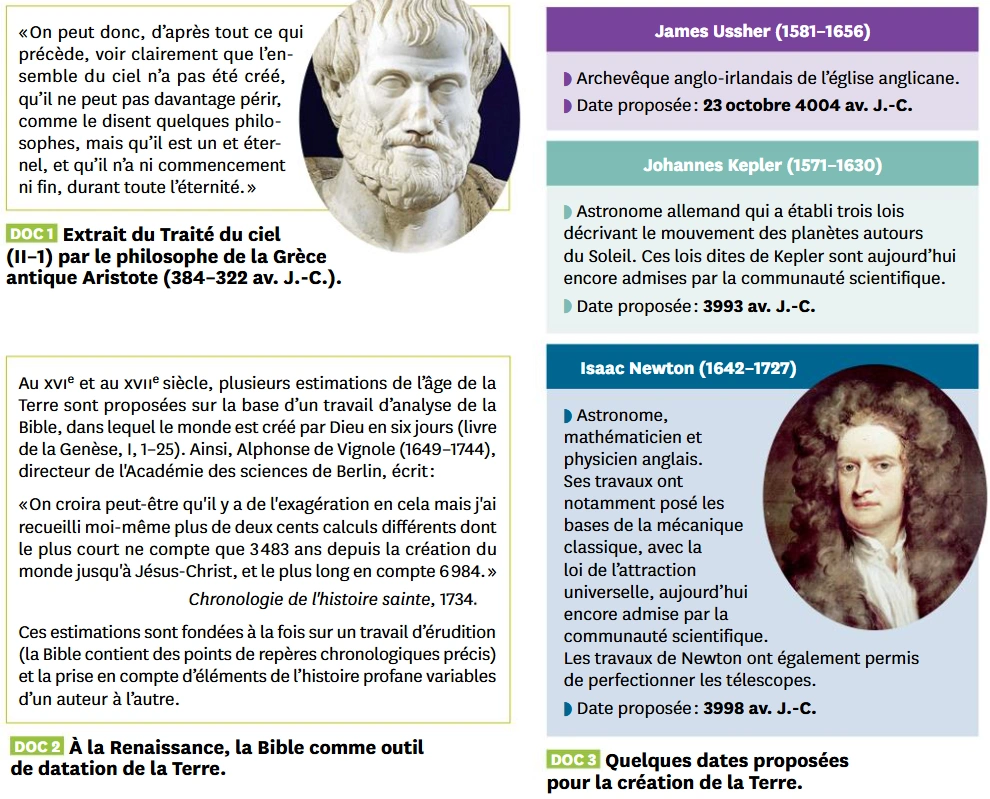 «On peut donc, d’après tout ce qui
précède, voir clairement que l’en-
semble du ciel n’a pas été créé,
qu’il ne peut pas davantage périr,
comme le disent quelques philo-
sophes, mais qu’il est un et éter-
nel, et qu’il n’a ni commencement
ni fin, durant toute l’éternité.»
DOC 1 Extrait du Traité du ciel
(II–1) par le philosophe de la Grèce
antique Aristote (384–322 av. J.-C.).
Au XVIe et au XVIIe siècle, plusieurs estimations de l’âge de la
Terre sont proposées sur la base d’un travail d’analyse de la
Bible, dans lequel le monde est créé par Dieu en six jours (livre
de la Genèse, I, 1–25). Ainsi, Alphonse de Vignole (1649–1744),
directeur de l'Académie des sciences de Berlin, écrit:
«On croira peut-être qu'il y a de l'exagération en cela mais j'ai
recueilli moi-même plus de deux cents calculs différents dont
le plus court ne compte que 3483 ans depuis la création du
monde jusqu'à Jésus-Christ, et le plus long en compte 6984.»
Chronologie de l'histoire sainte, 1734.
Ces estimations sont fondées à la fois sur un travail d’érudition
(la Bible contient des points de repères chronologiques précis)
et la prise en compte d’éléments de l’histoire profane variables
d’un auteur à l’autre.
DOC 2 À la Renaissance, la Bible comme outil
de datation de la Terre.
James Ussher (1581–1656)
Archevêque anglo-irlandais de l’église anglicane.
Date proposée: 23 octobre 4004 av. J.-C.
Johannes Kepler (1571–1630)
Astronome allemand qui a établi trois lois
décrivant le mouvement des planètes autours
du Soleil. Ces lois dites de Kepler sont aujourd’hui
encore admises par la communauté scientifique.
Date proposée: 3993 av. J.-C.
Isaac Newton (1642–1727)
Astronome,
mathématicien et
physicien anglais.
Ses travaux ont
notamment posé les
bases de la mécanique
classique, avec la
loi de l’attraction
universelle, aujourd’hui
encore admise par la
communauté scientifique.
Les travaux de Newton ont également permis
de perfectionner les télescopes.
Date proposée: 3998 av. J.-C.
DOC 3 Quelques dates proposées
pour la création de la Terre.